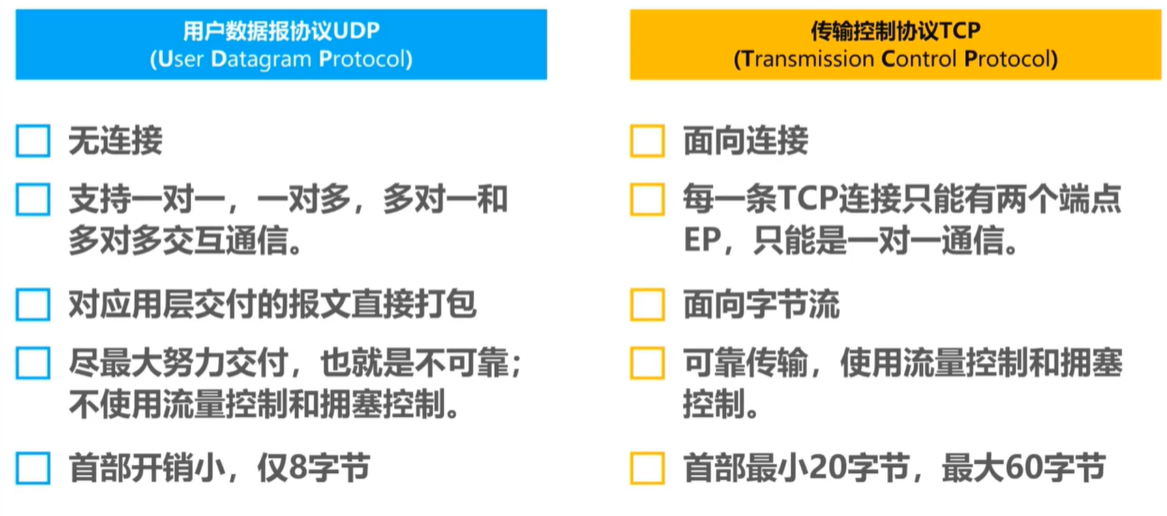 用户数据报协议UDP
(User Datagram Protocol)
无连接
支持一对一，一对多，多对一和
多对多交互通信。
对应用层交付的报文直接打包
尽最大努力交付，也就是不可靠；
不使用流量控制和拥塞控制。
首部开销小，仅8字节
传输控制协议TCP
(Transmission Control Protocol)
面向连接
每一条TCP连接只能有两个端点
EP，只能是一对一通信。
面向字节流
可靠传输，使用流量控制和拥塞
控制。
首部最小20字节，最大60字节